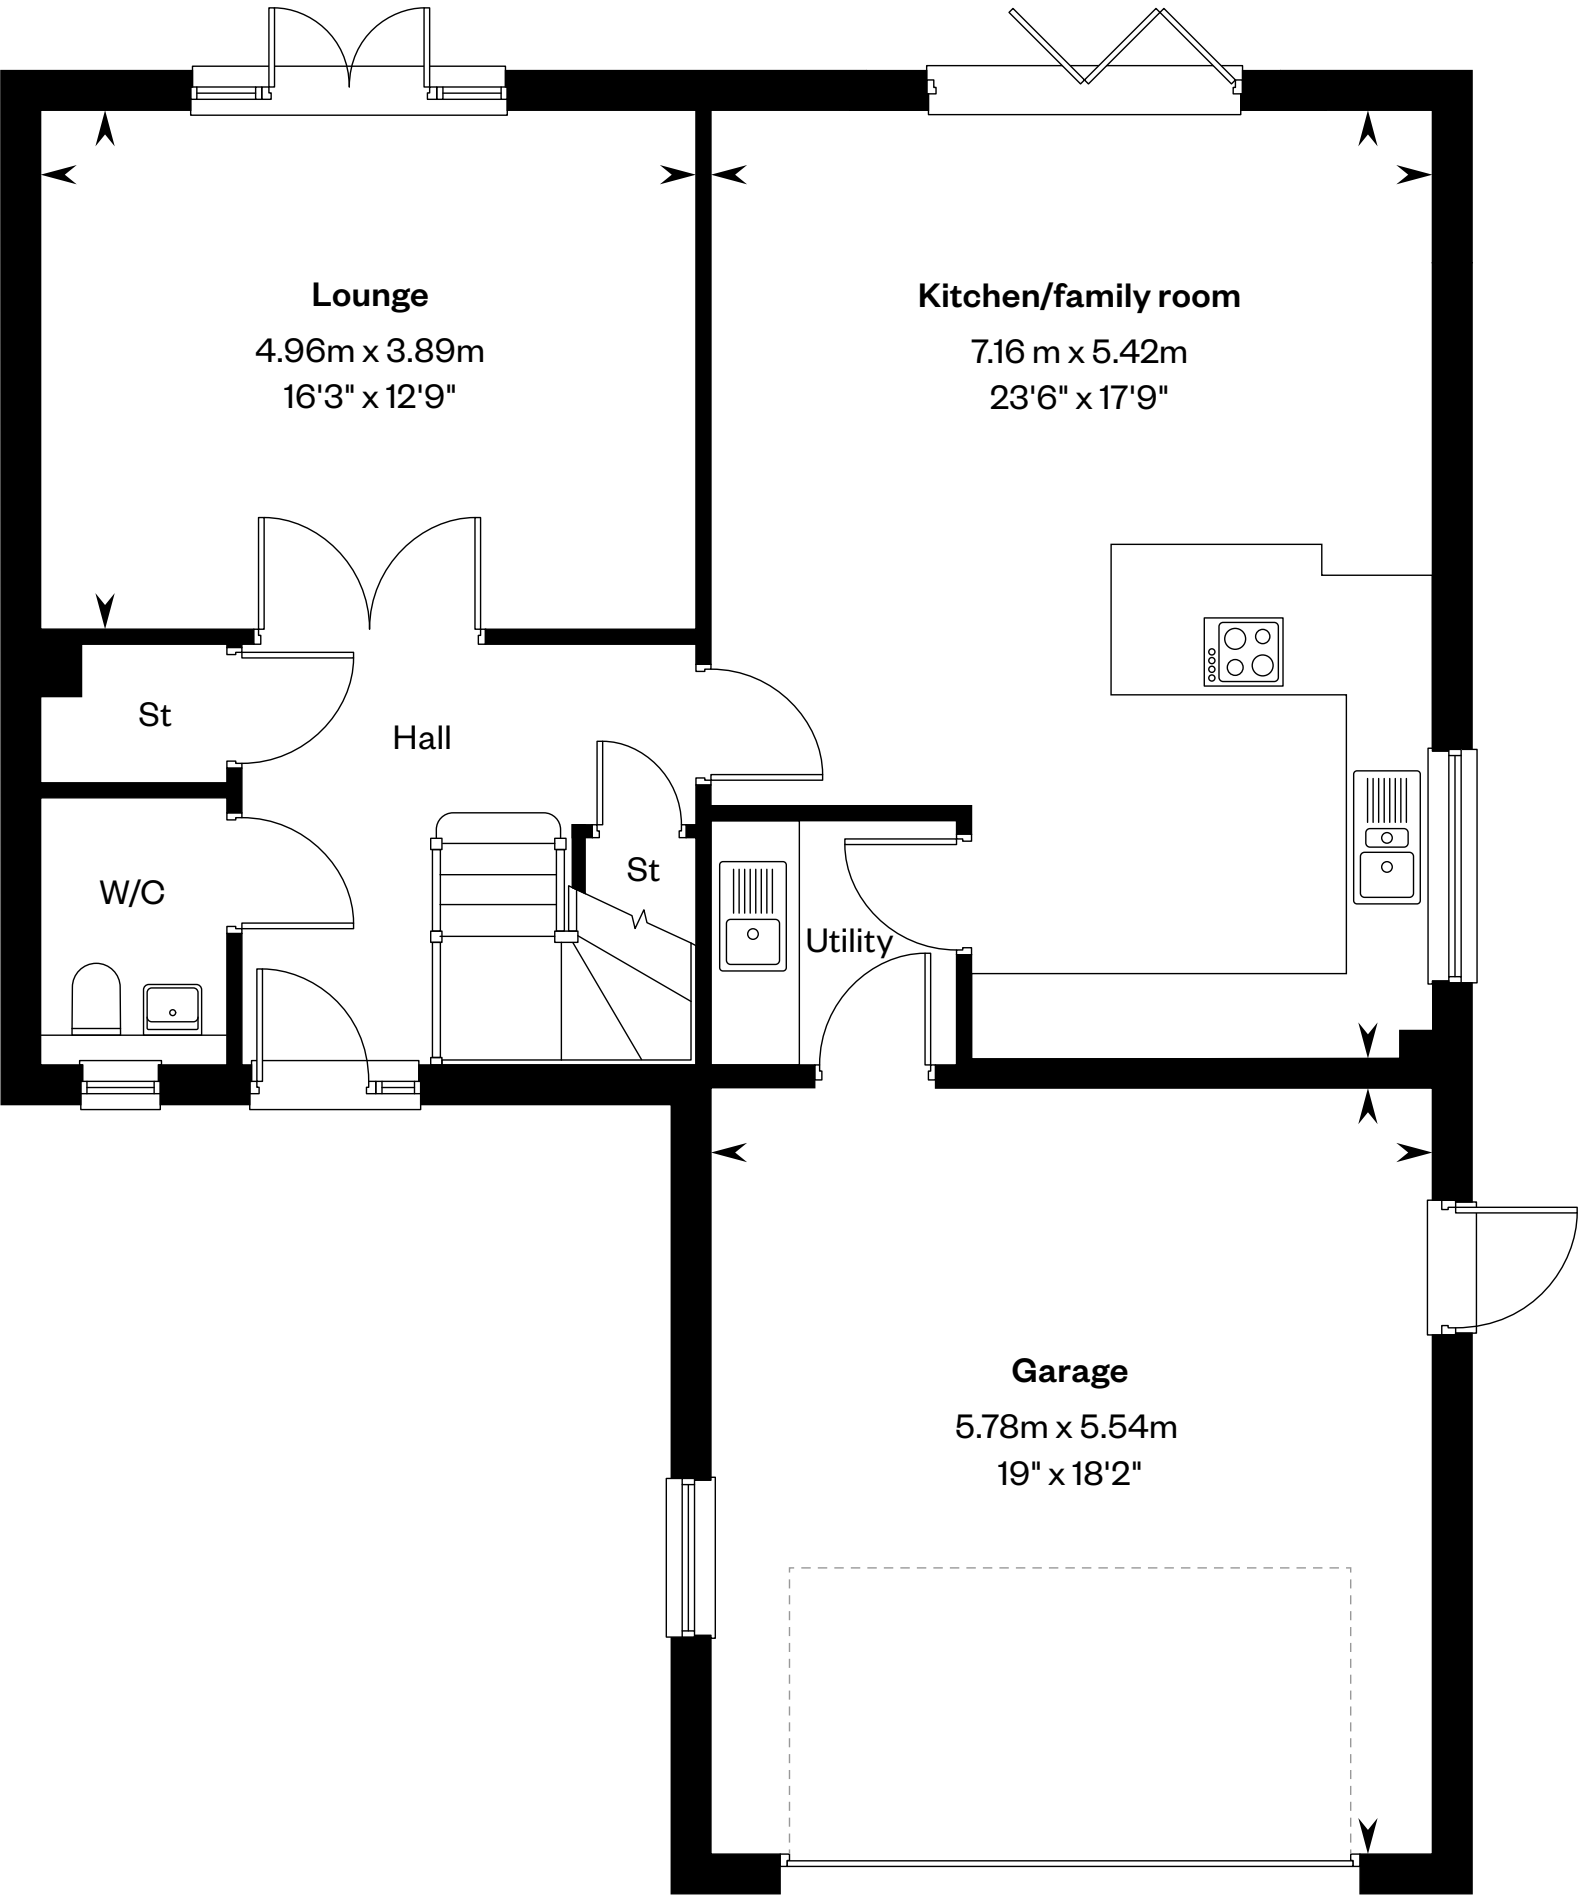 Lounge
4.96m x 3.89m
16'3" x 12'9"
Kitchen/family room
7.16 m x 5.42m
23'6" x 17'9"
St
Hall
St
W/C
Utility
Garage
5.78m x 5.54m
19" x 18'2"